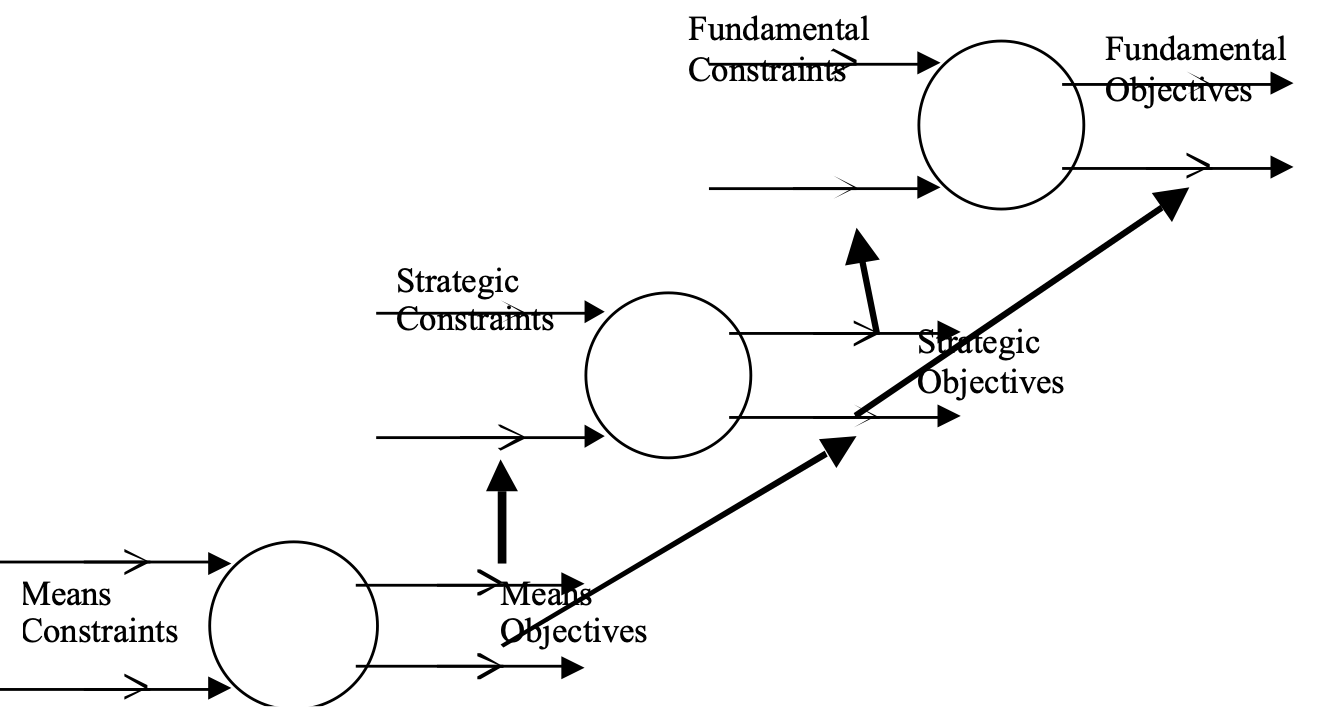 Fundamental
Constraints
Fundamental
Objectives
Strategic
Constraints
Strategic
Objectives
Means
Constraints
Means
Objectives